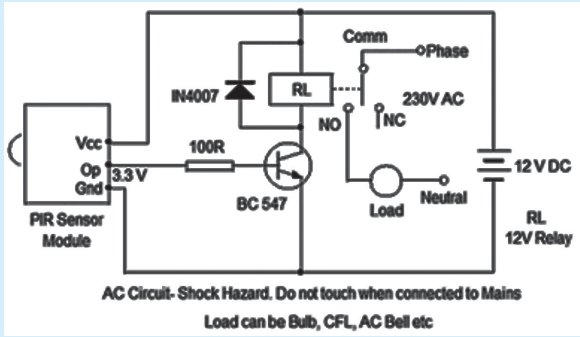 Comm
Phase
IN4007
RL
230V AC
NO
NC
Vcc
100R
Op
3.3 V
12 V DC
Gnd
BC 547
Load
Neutral
PIR Sensor
Module
RL
12V Relay
AC Circuit- Shock Hazard. Do not touch when connected to Mains
Load can be Bulb, CFL, AC Bell etc